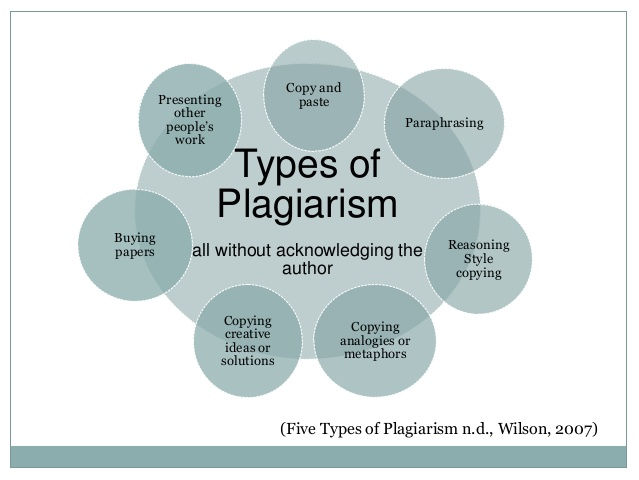 Types of
Plagiarism
all without acknowledging the
author
Copy and
paste
Paraphrasing
Reasoning
Style
copying
Copying
analogies or
metaphors
Copying
creative
ideas or
solutions
Buying
papers
Presenting
other
people's
work
(Five Types of Plagiarism n.d., Wilson, 2007)